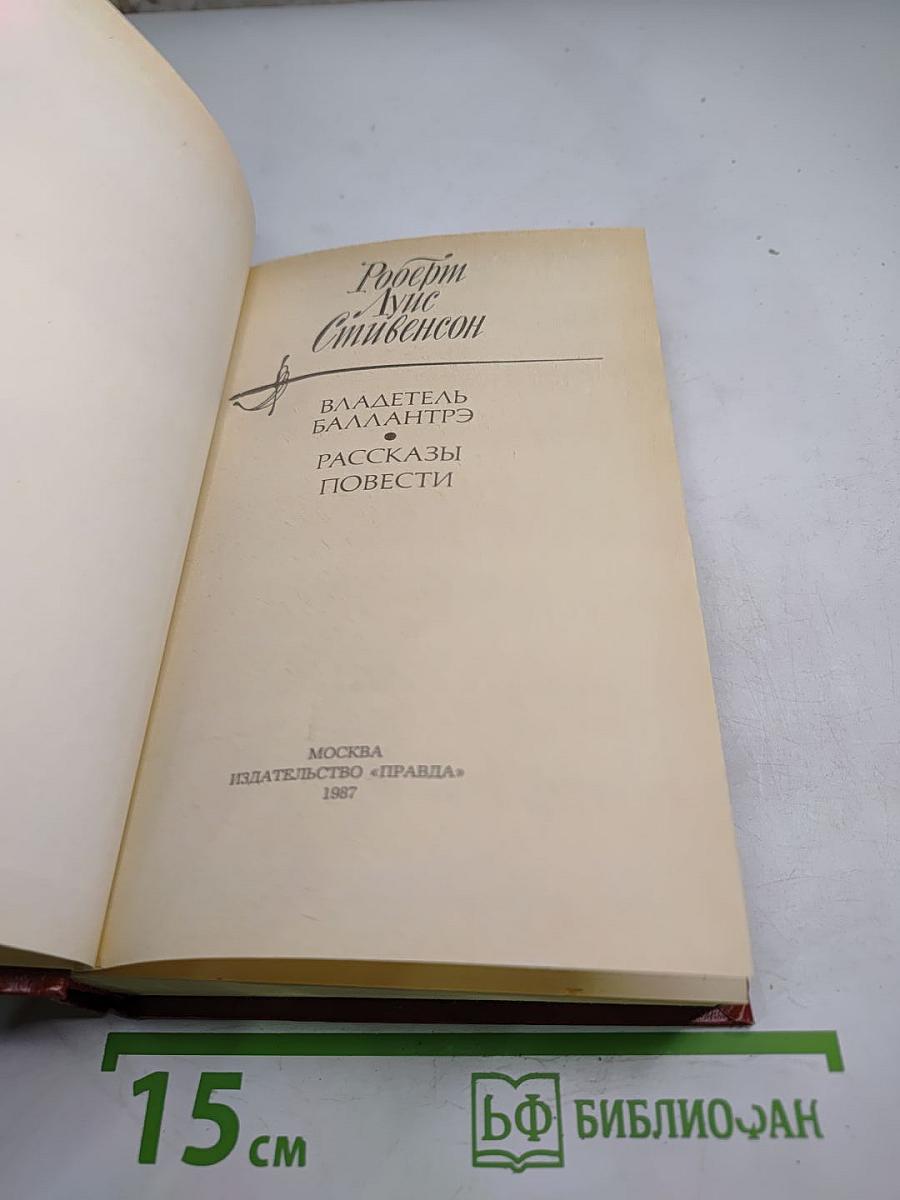 Роберт
Луис
Стивенсон
ВЛАДЕТЕЛЬ
БАЛЛАНТРЭ
•
РАССКАЗЫ
ПОВЕСТИ
МОСКВА
ИЗДАТЕЛЬСТВО «ПРАВДА»
1987
15 см
БФ БИБЛИОФАН